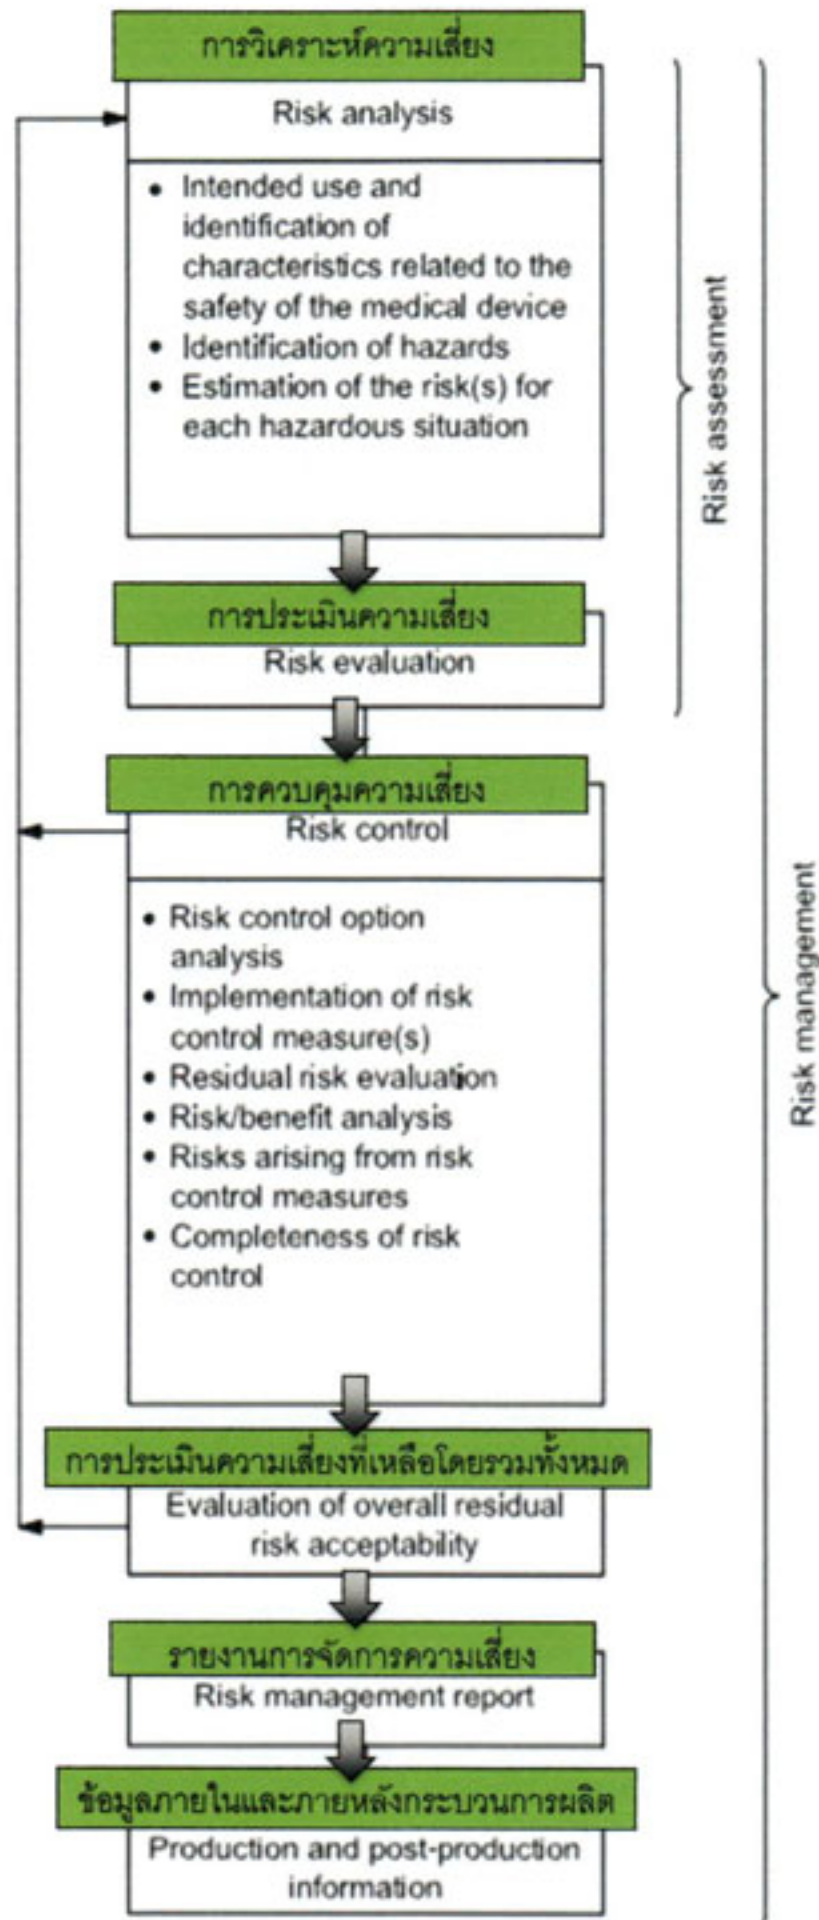 การวิเคราะห์ความเสี่ยง
Risk analysis
• Intended use and
identification of
characteristics related to the
safety of the medical device
• Identification of hazards
• Estimation of the risk(s) for
each hazardous situation
Risk assessment
การประเมินความเสี่ยง
Risk evaluation
การควบคุมความเสี่ยง
Risk control
• Risk control option
analysis
• Implementation of risk
control measure(s)
• Residual risk evaluation
• Risk/benefit analysis
• Risks arising from risk
control measures
• Completeness of risk
control
Risk management
การประเมินความเสี่ยงที่เหลือโดยรวมทั้งหมด
Evaluation of overall residual
risk acceptability
รายงานการจัดการความเสี่ยง
Risk management report
ข้อมูลภายในและภายหลังกระบวนการผลิต
Production and post-production
information